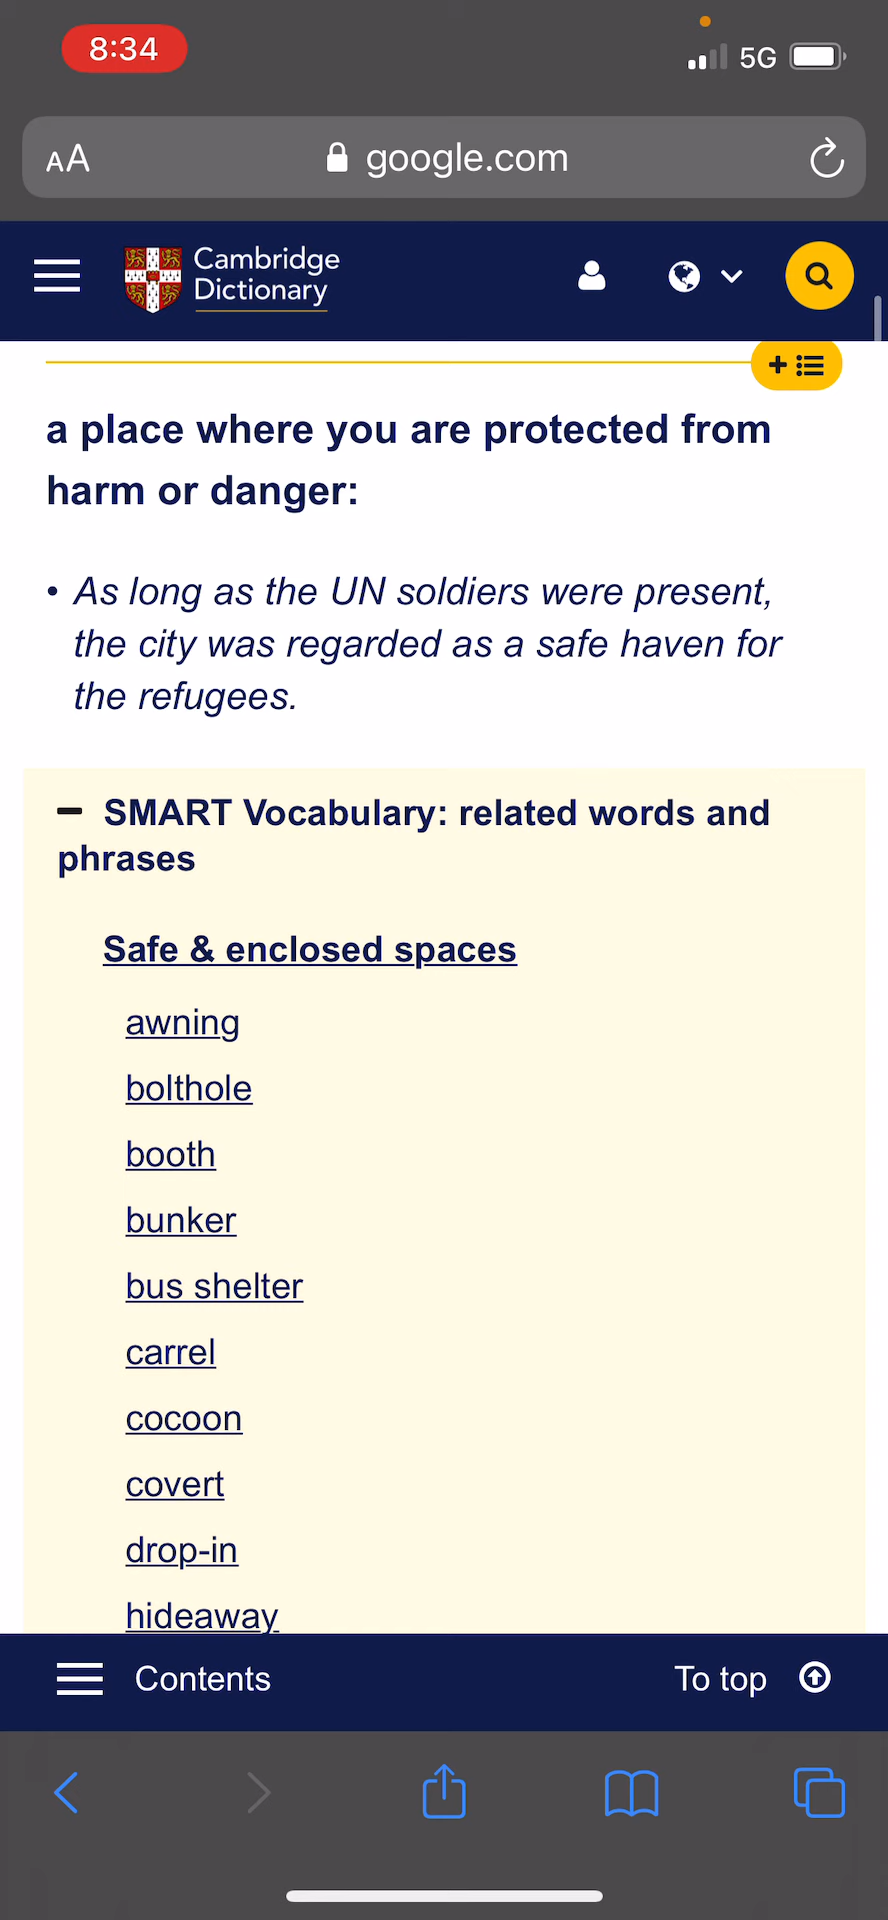 8:34
5G
AA
google.com
Cambridge
Dictionary
a place where you are protected from
harm or danger:
• As long as the UN soldiers were present,
the city was regarded as a safe haven for
the refugees.
– SMART Vocabulary: related words and
phrases
Safe & enclosed spaces
awning
bolthole
booth
bunker
bus shelter
carrel
cocoon
covert
drop-in
hideaway
Contents
To top